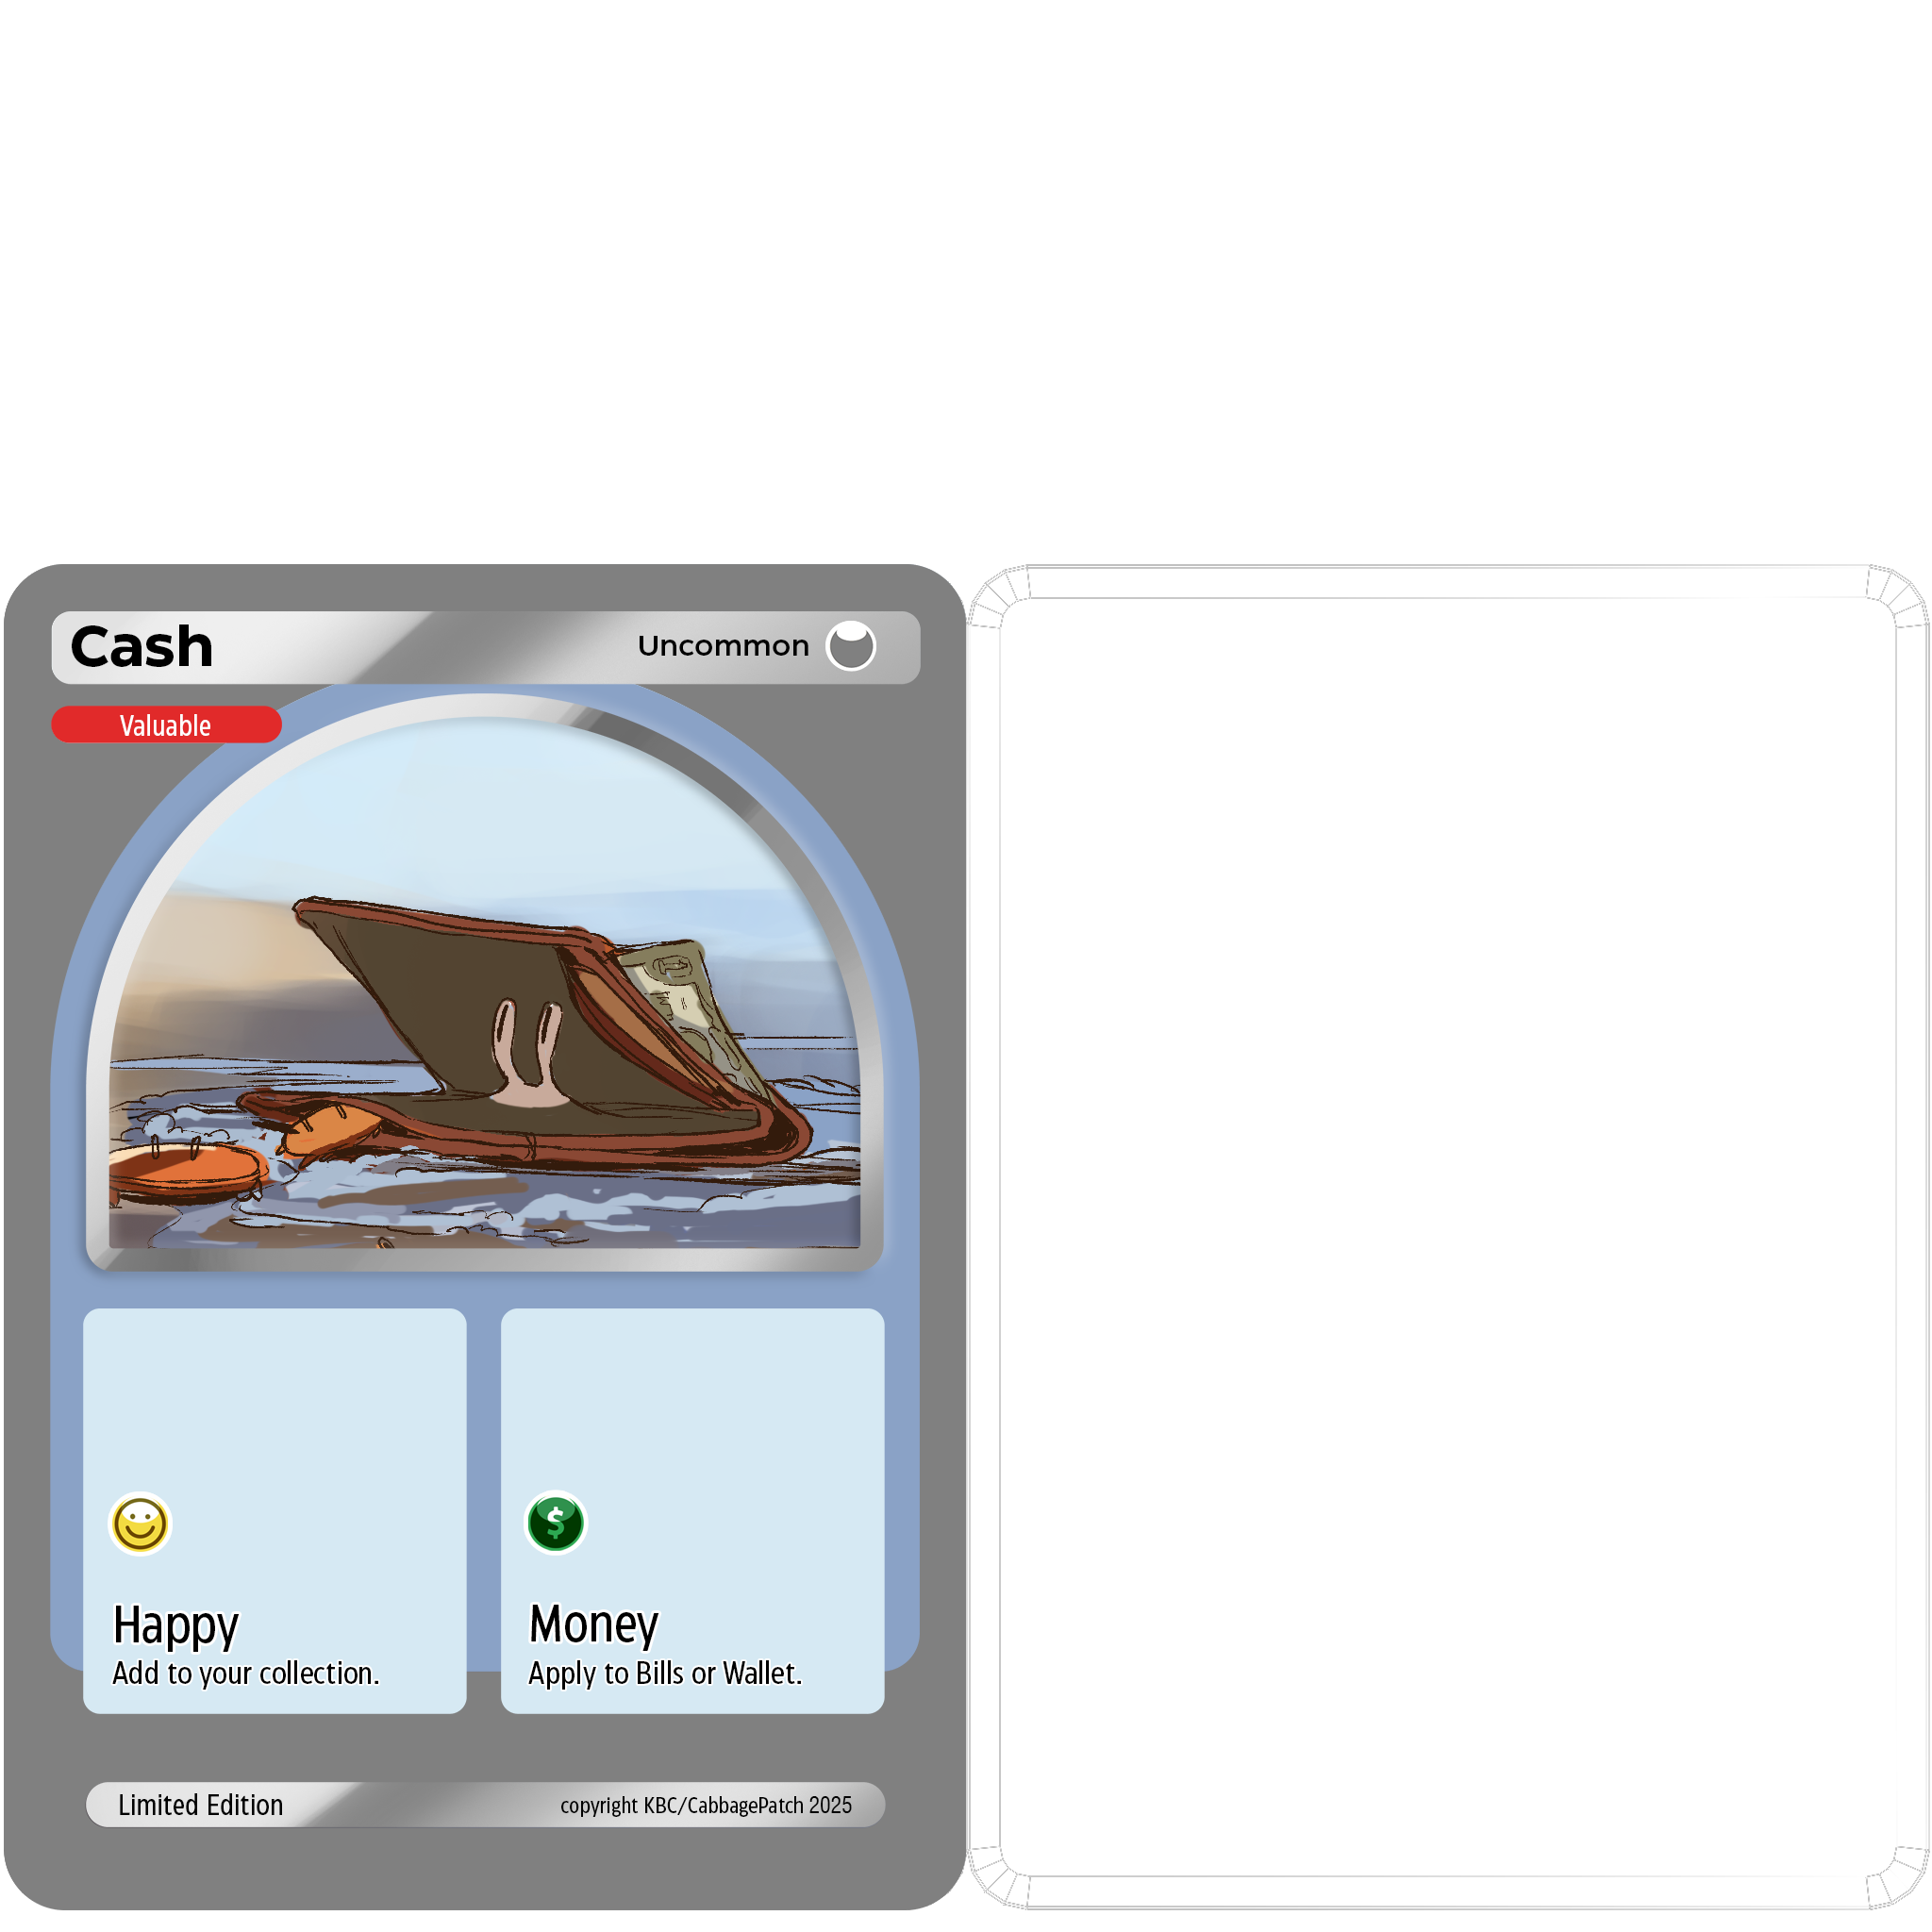 Cash
Uncommon
Valuable
$
Happy
Add to your collection.
Money
Apply to Bills or Wallet.
Limited Edition
copyright KBC/CabbagePatch 2025